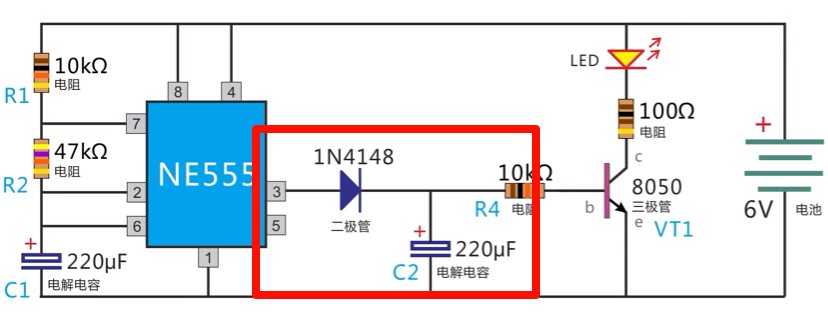 10kΩ
电阻
R1
47kΩ
电阻
R2
+
220μF
电解电容
C1
8
4
7
2
6
1
3
5
NE555
1N4148
二极管
+
220μF
电解电容
C2
10kΩ
R4
电阻
LED
100Ω
电阻
c
b
e
8050
三极管
VT1
+
6V
电池